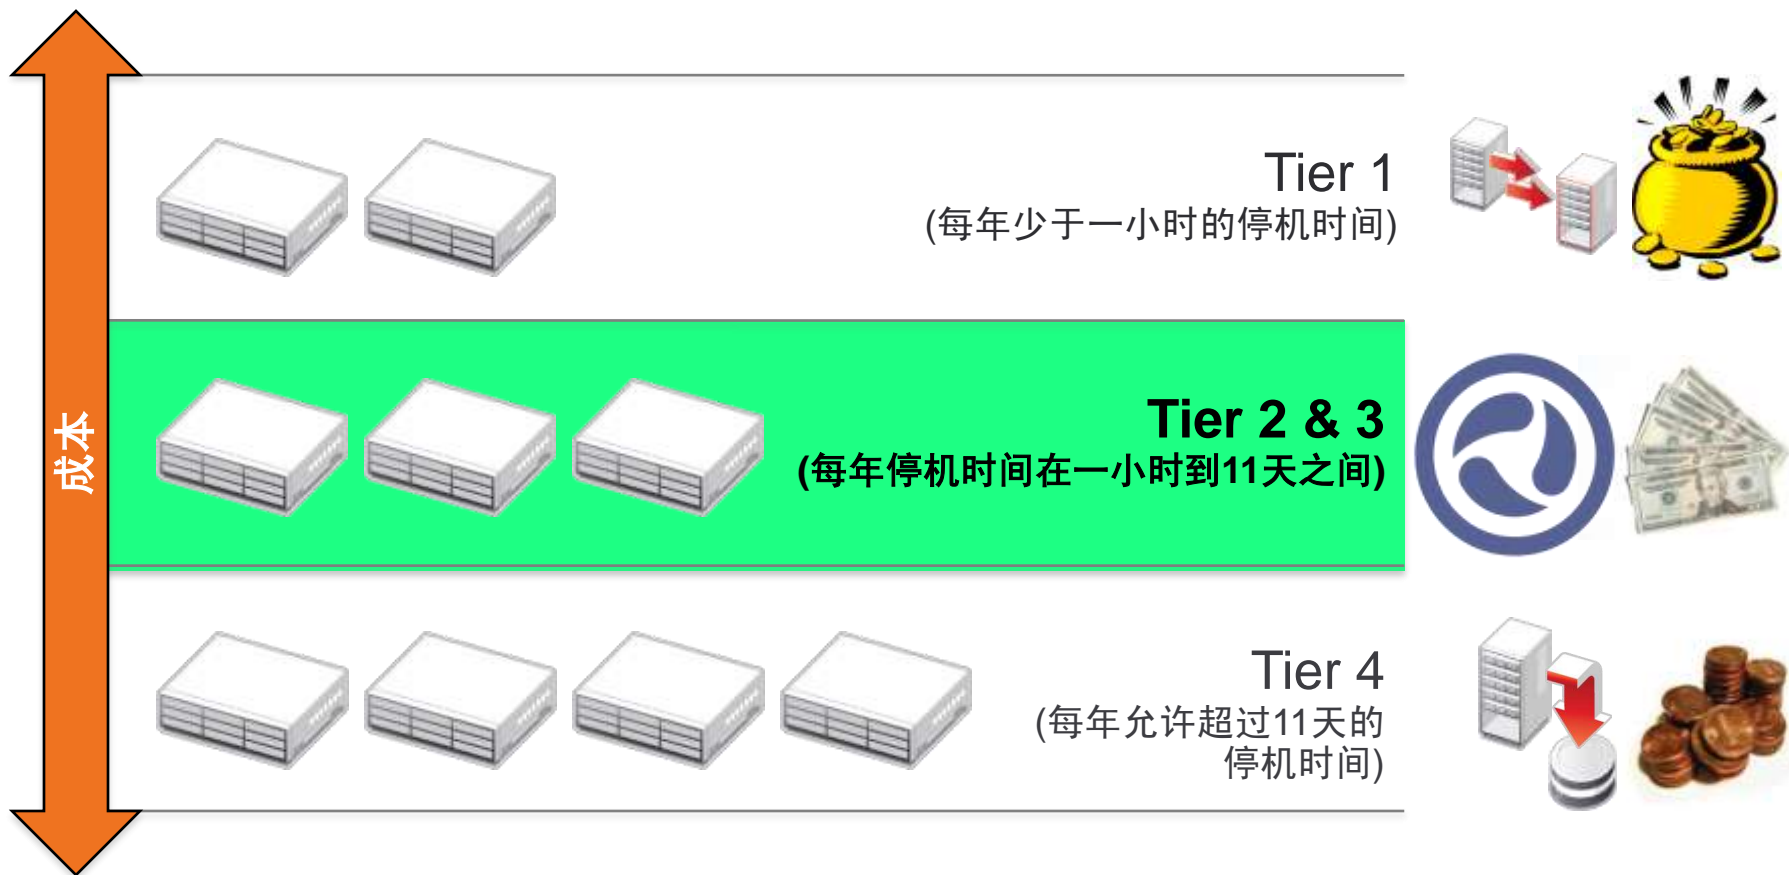 成本
Tier 1
(每年少于一小时的停机时间)
Tier 2 & 3
(每年停机时间在一小时到11天之间)
Tier 4
(每年允许超过11天的
停机时间)